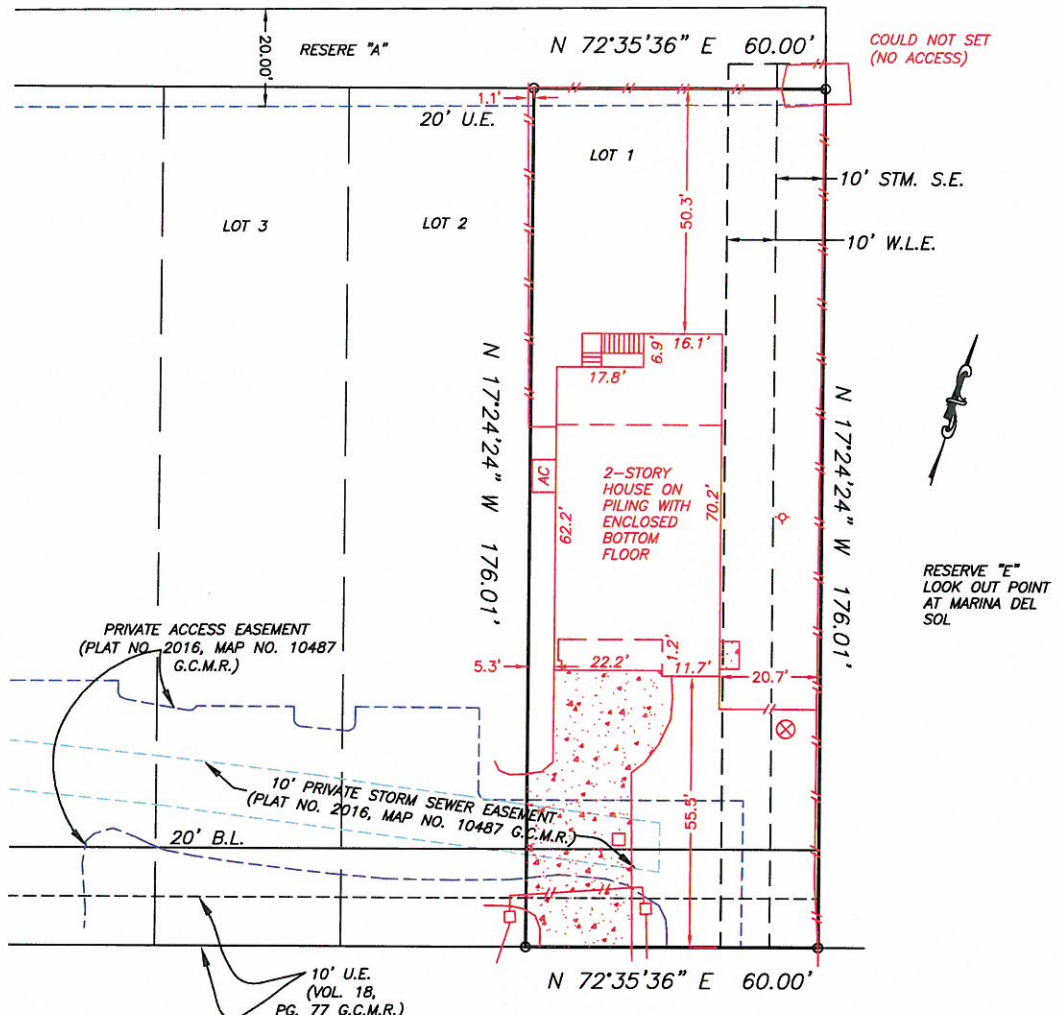 RESERE "A"
N 72°35'36" E 60.00'
COULD NOT SET
(NO ACCESS)
20.00'
1.1'
20' U.E.
LOT 1
LOT 2
LOT 3
50.3'
10' STM. S.E.
10' W.L.E.
N 17°24'24" W 176.01'
6.9'
16.1'
17.8'
AC
62.2'
2-STORY
HOUSE ON
PILING WITH
ENCLOSED
BOTTOM
FLOOR
70.2'
N 17°24'24" W 176.01'
RESERVE "E"
LOOK OUT POINT
AT MARINA DEL
SOL
PRIVATE ACCESS EASEMENT
(PLAT NO. 2016, MAP NO. 10487
G.C.M.R.)
5.3'
22.2'
1.2'
11.7'
20.7'
10' PRIVATE STORM SEWER EASEMENT
(PLAT NO. 2016, MAP NO. 10487 G.C.M.R.)
55.5'
20' B.L.
10' U.E.
(VOL. 18,
PG. 77 G.C.M.R.)
N 72°35'36" E 60.00'